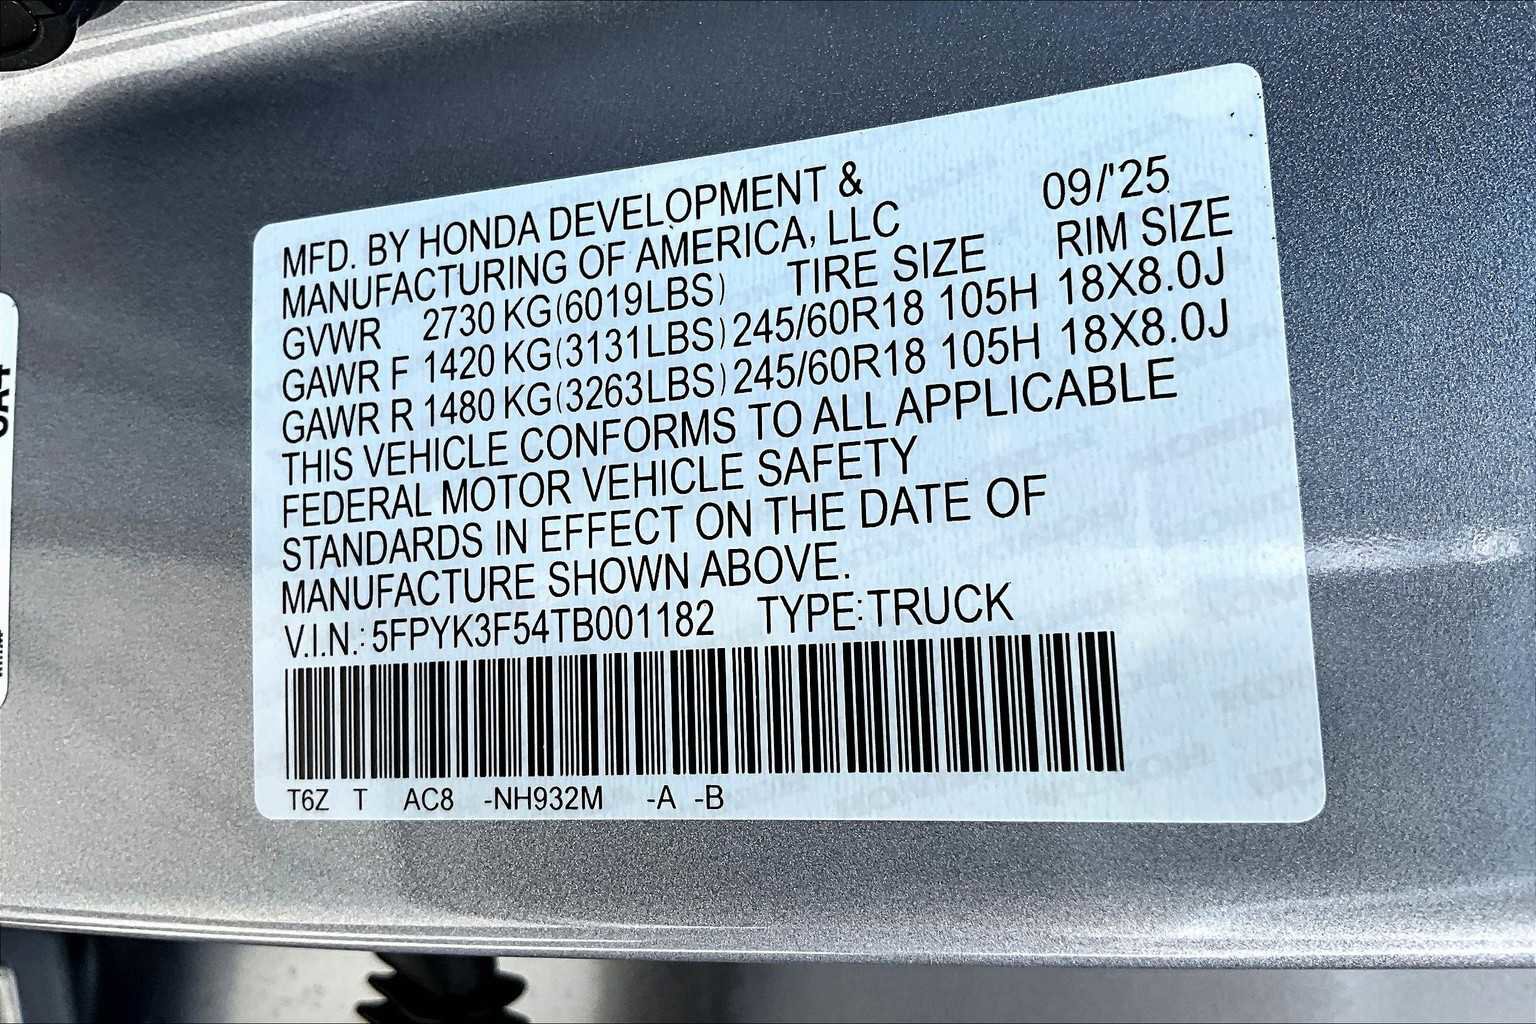 MFD. BY HONDA DEVELOPMENT & 09/'25
MANUFACTURING OF AMERICA, LLC RIM SIZE
GVWR 2730 KG(6019LBS) TIRE SIZE
GAWR F 1420 KG(3131LBS) 245/60R18 105H 18X8.0J
GAWR R 1480 KG(3263LBS) 245/60R18 105H 18X8.0J
THIS VEHICLE CONFORMS TO ALL APPLICABLE
FEDERAL MOTOR VEHICLE SAFETY
STANDARDS IN EFFECT ON THE DATE OF
MANUFACTURE SHOWN ABOVE.
V.I.N.: 5FPYK3F54TB001182 TYPE:TRUCK
T6Z T AC8 -NH932M -A -B